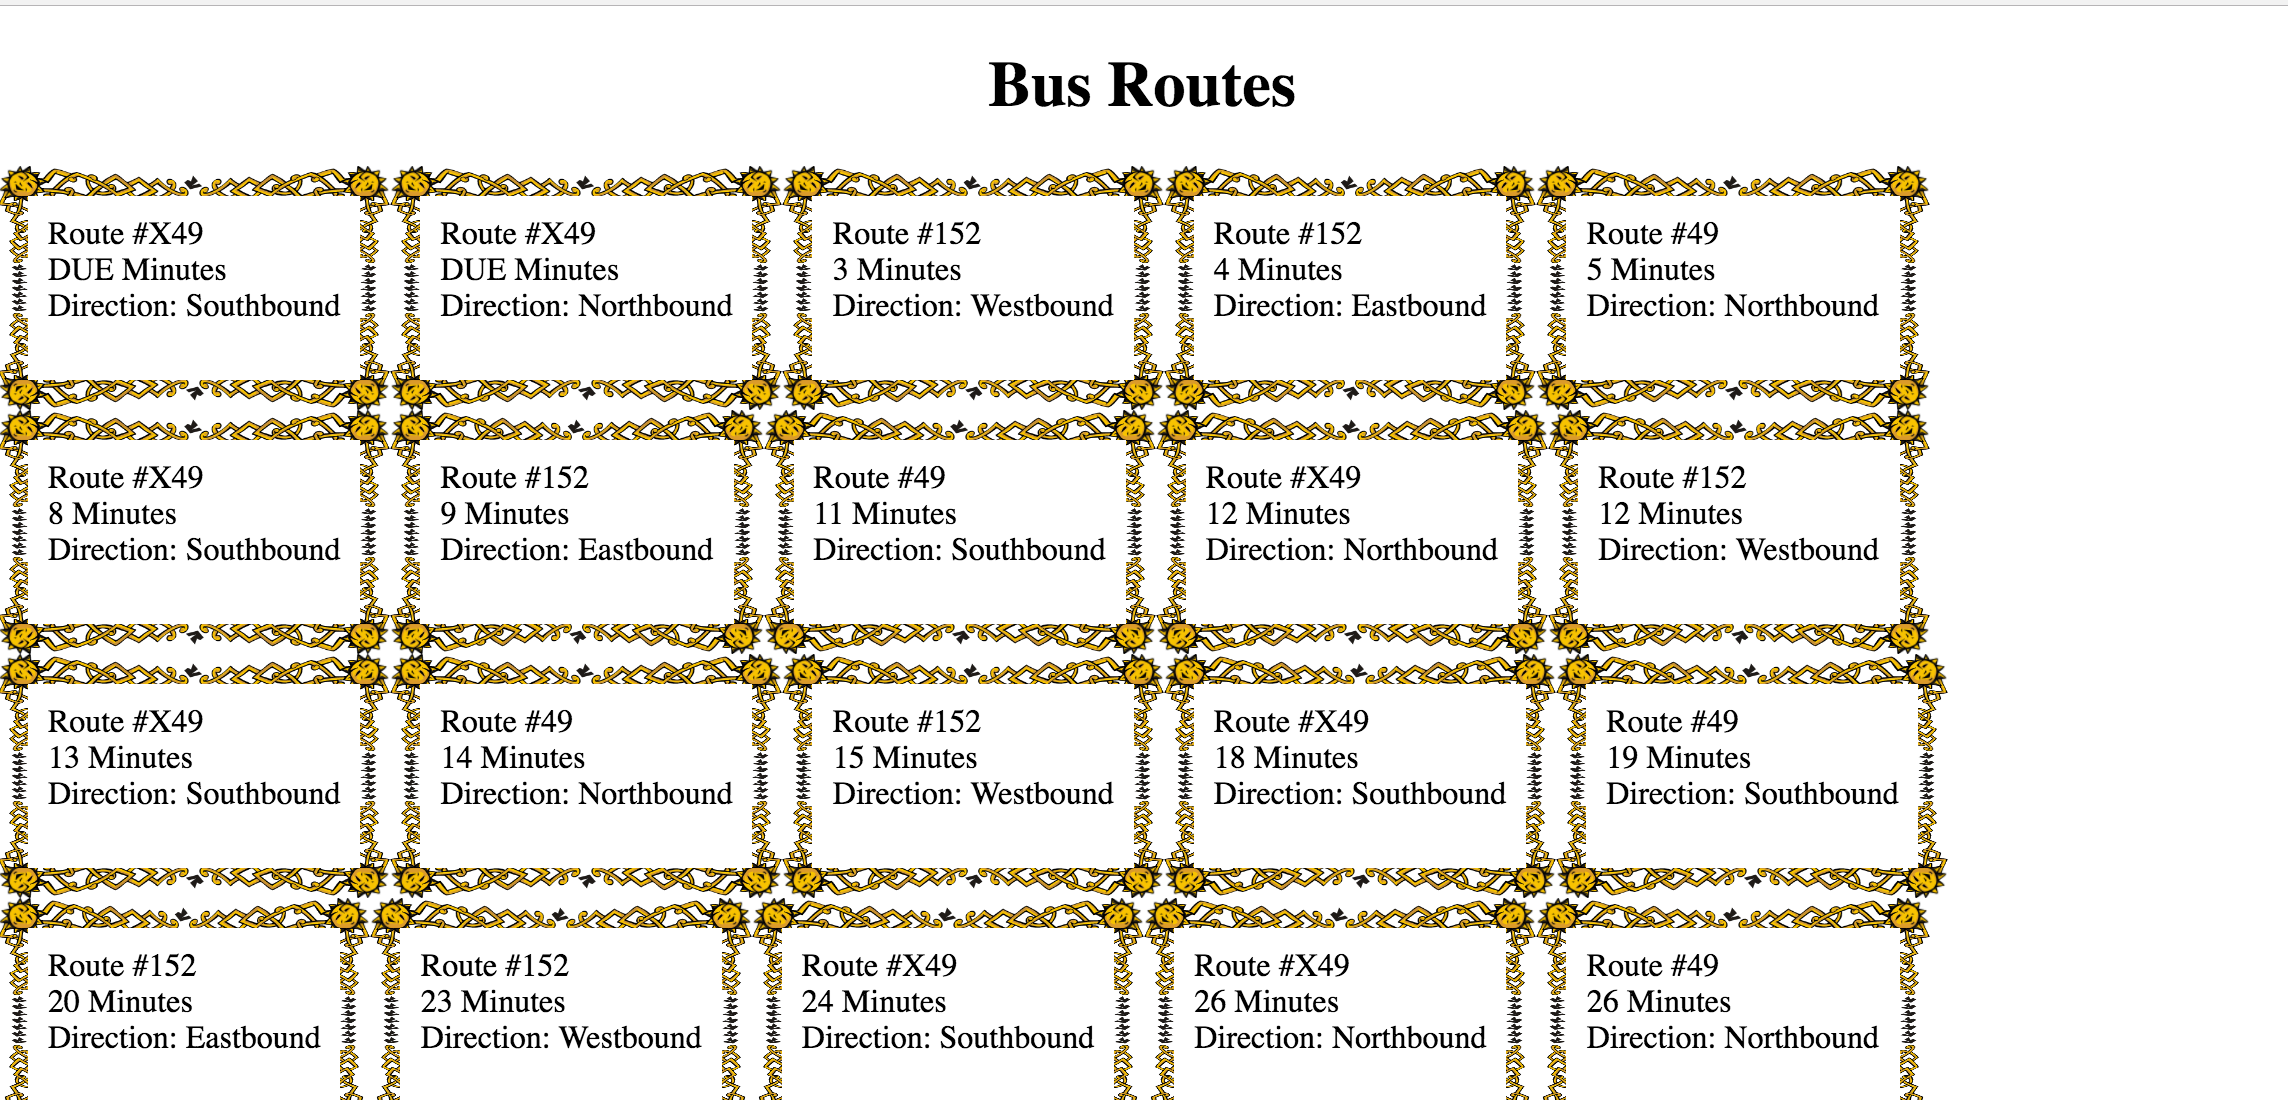 Bus Routes
Route #X49
DUE Minutes
Direction: Southbound
Route #X49
DUE Minutes
Direction: Northbound
Route #152
3 Minutes
Direction: Westbound
Route #152
4 Minutes
Direction: Eastbound
Route #49
5 Minutes
Direction: Northbound
Route #X49
8 Minutes
Direction: Southbound
Route #152
9 Minutes
Direction: Eastbound
Route #49
11 Minutes
Direction: Southbound
Route #X49
12 Minutes
Direction: Northbound
Route #152
12 Minutes
Direction: Westbound
Route #X49
13 Minutes
Direction: Southbound
Route #49
14 Minutes
Direction: Northbound
Route #152
15 Minutes
Direction: Westbound
Route #X49
18 Minutes
Direction: Southbound
Route #49
19 Minutes
Direction: Southbound
Route #152
20 Minutes
Direction: Eastbound
Route #152
23 Minutes
Direction: Westbound
Route #X49
24 Minutes
Direction: Southbound
Route #X49
26 Minutes
Direction: Northbound
Route #49
26 Minutes
Direction: Northbound